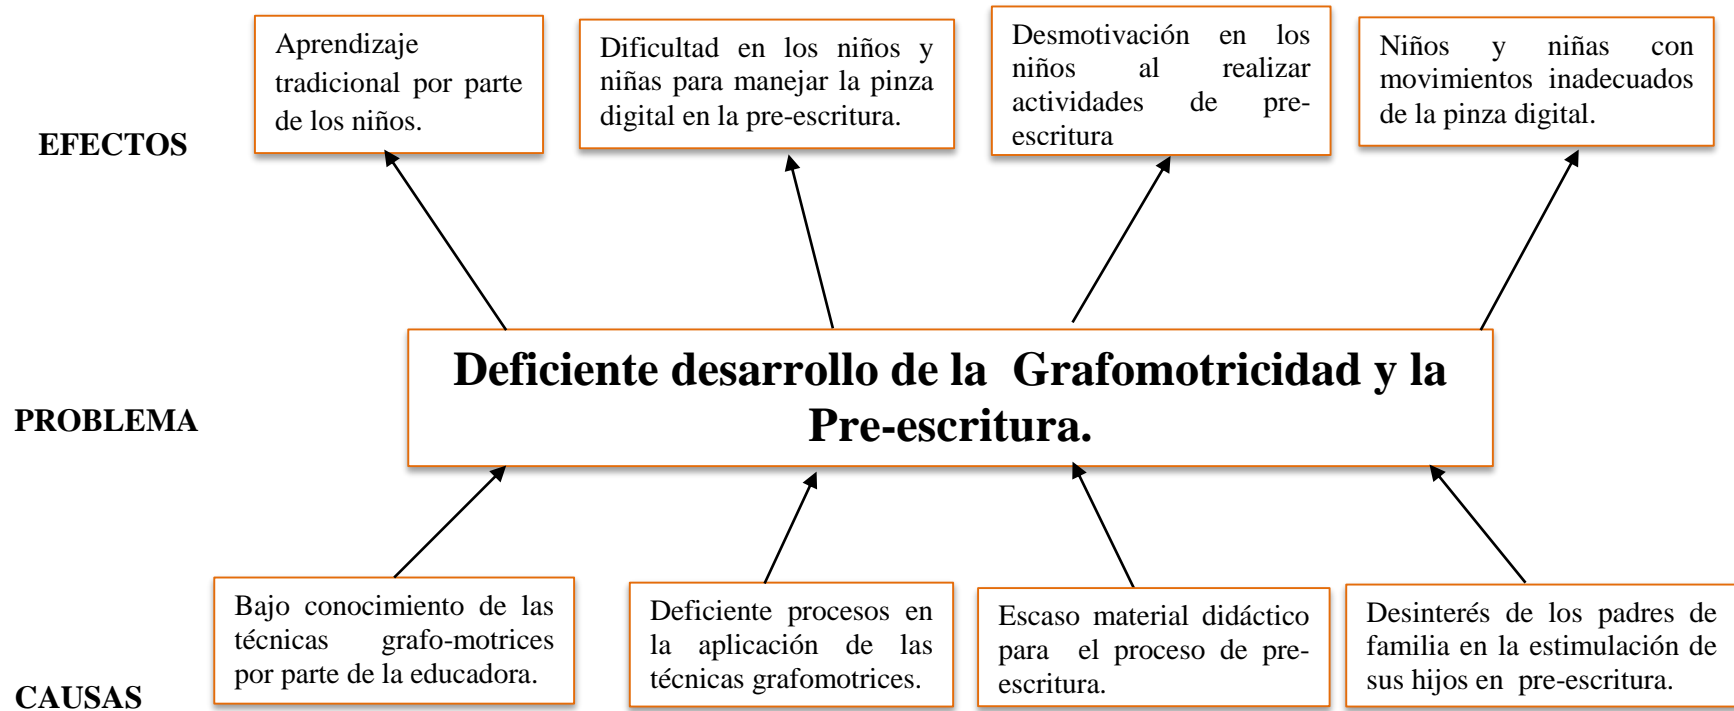 Aprendizaje
tradicional por parte
de los niños.
Dificultad en los niños y
niñas para manejar la pinza
digital en la pre-escritura.
Desmotivación en los
niños al realizar
actividades de pre-
escritura
Niños y niñas con
movimientos inadecuados
de la pinza digital.
EFECTOS
Deficiente desarrollo de la Grafomotricidad y la
Pre-escritura.
PROBLEMA
Bajo conocimiento de las
técnicas grafo-motrices
por parte de la educadora.
Deficiente procesos en
la aplicación de las
técnicas grafomotrices.
Escaso material didáctico
para el proceso de pre-
escritura.
Desinterés de los padres de
familia en la estimulación de
sus hijos en pre-escritura.
CAUSAS